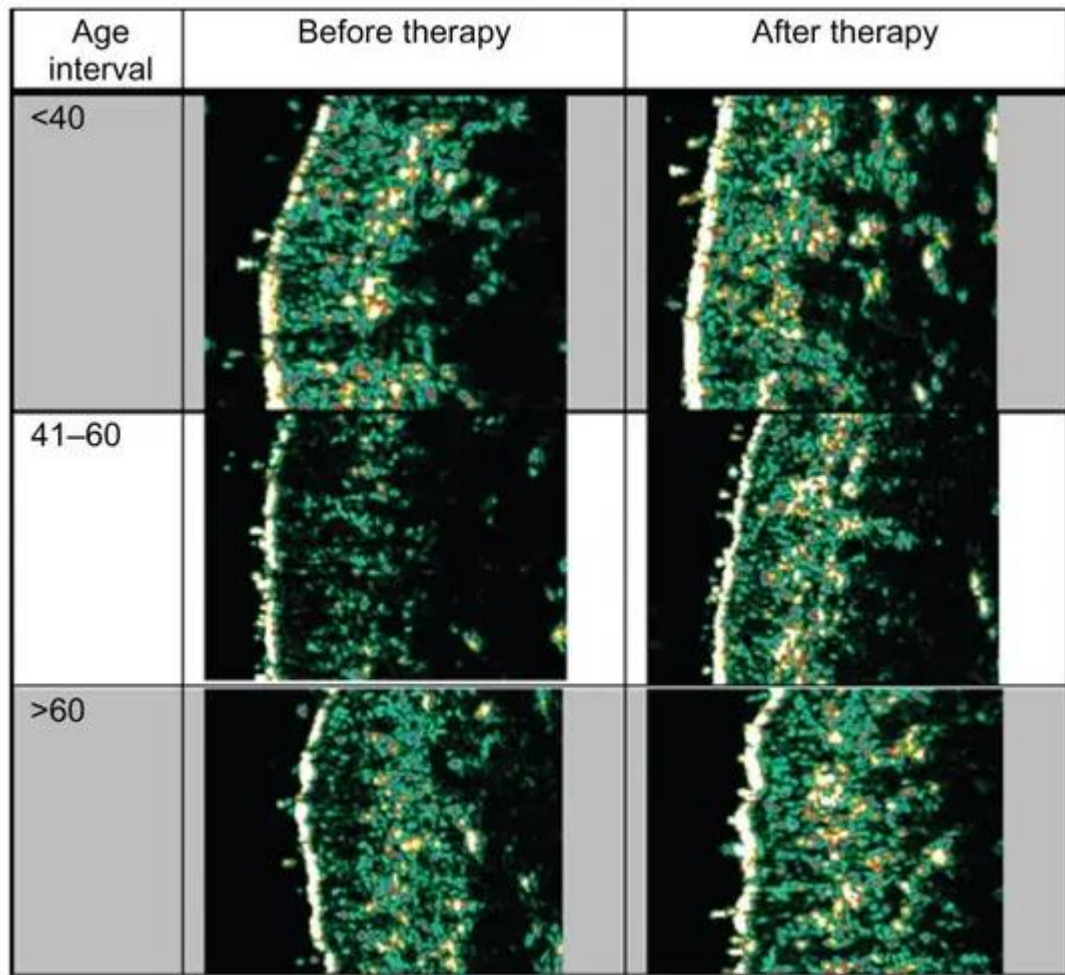 Age interval
Before therapy
After therapy
<40
41–60
>60